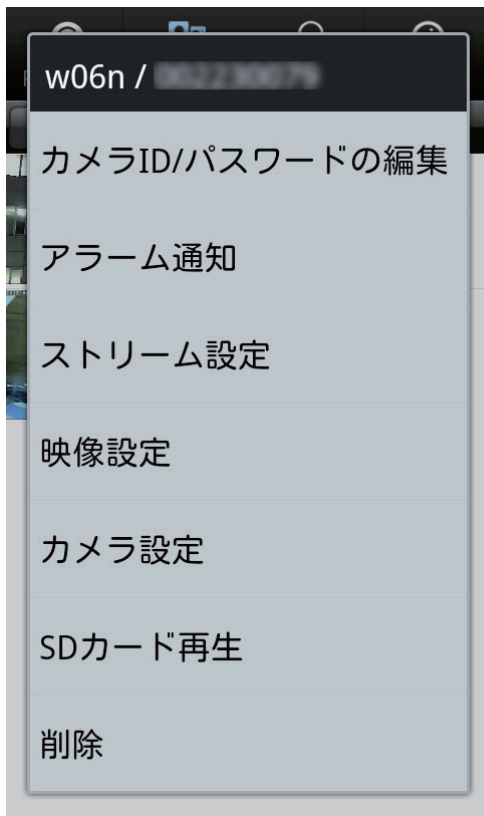 w06n /
カメラID/パスワードの編集
アラーム通知
ストリーム設定
映像設定
カメラ設定
SDカード再生
削除